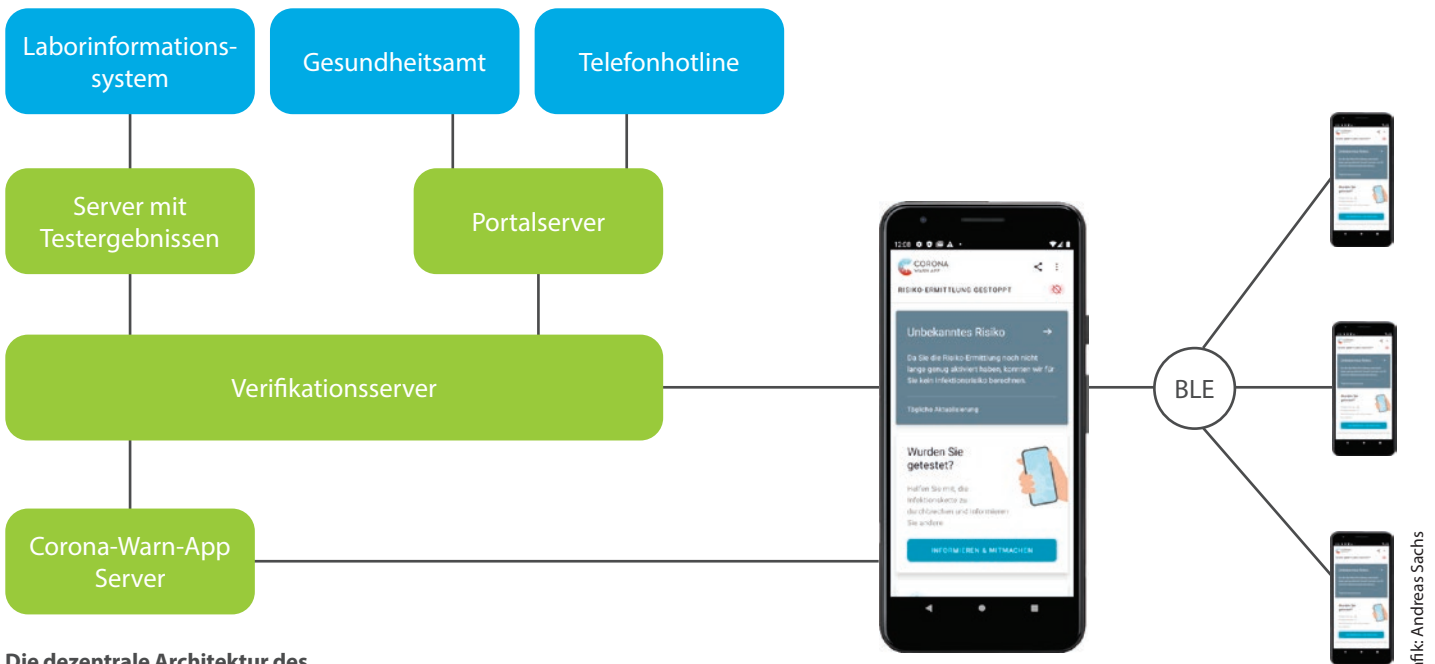 Laborinformations-
system
Gesundheitsamt
Telefonhotline
Server mit
Testergebnissen
Portalserver
Verifikationsserver
Corona-Warn-App
Server
12:08
CORONA
WARN-APP
RISIKO-ERMITTLUNG GESTOPPT
Unbekanntes Risiko
Da Sie die Risiko-Ermittlung noch nicht
lange genug aktiviert haben, konnten wir für
Sie kein Infektionsrisiko berechnen.
Tägliche Aktualisierung
Wurden Sie
getestet?
Helfen Sie mit, die
Infektionskette zu
durchbrechen und informieren
Sie andere
INFORMIEREN & MITMACHEN
BLE
Andreas Sachs
Die dezentrale Architektur des